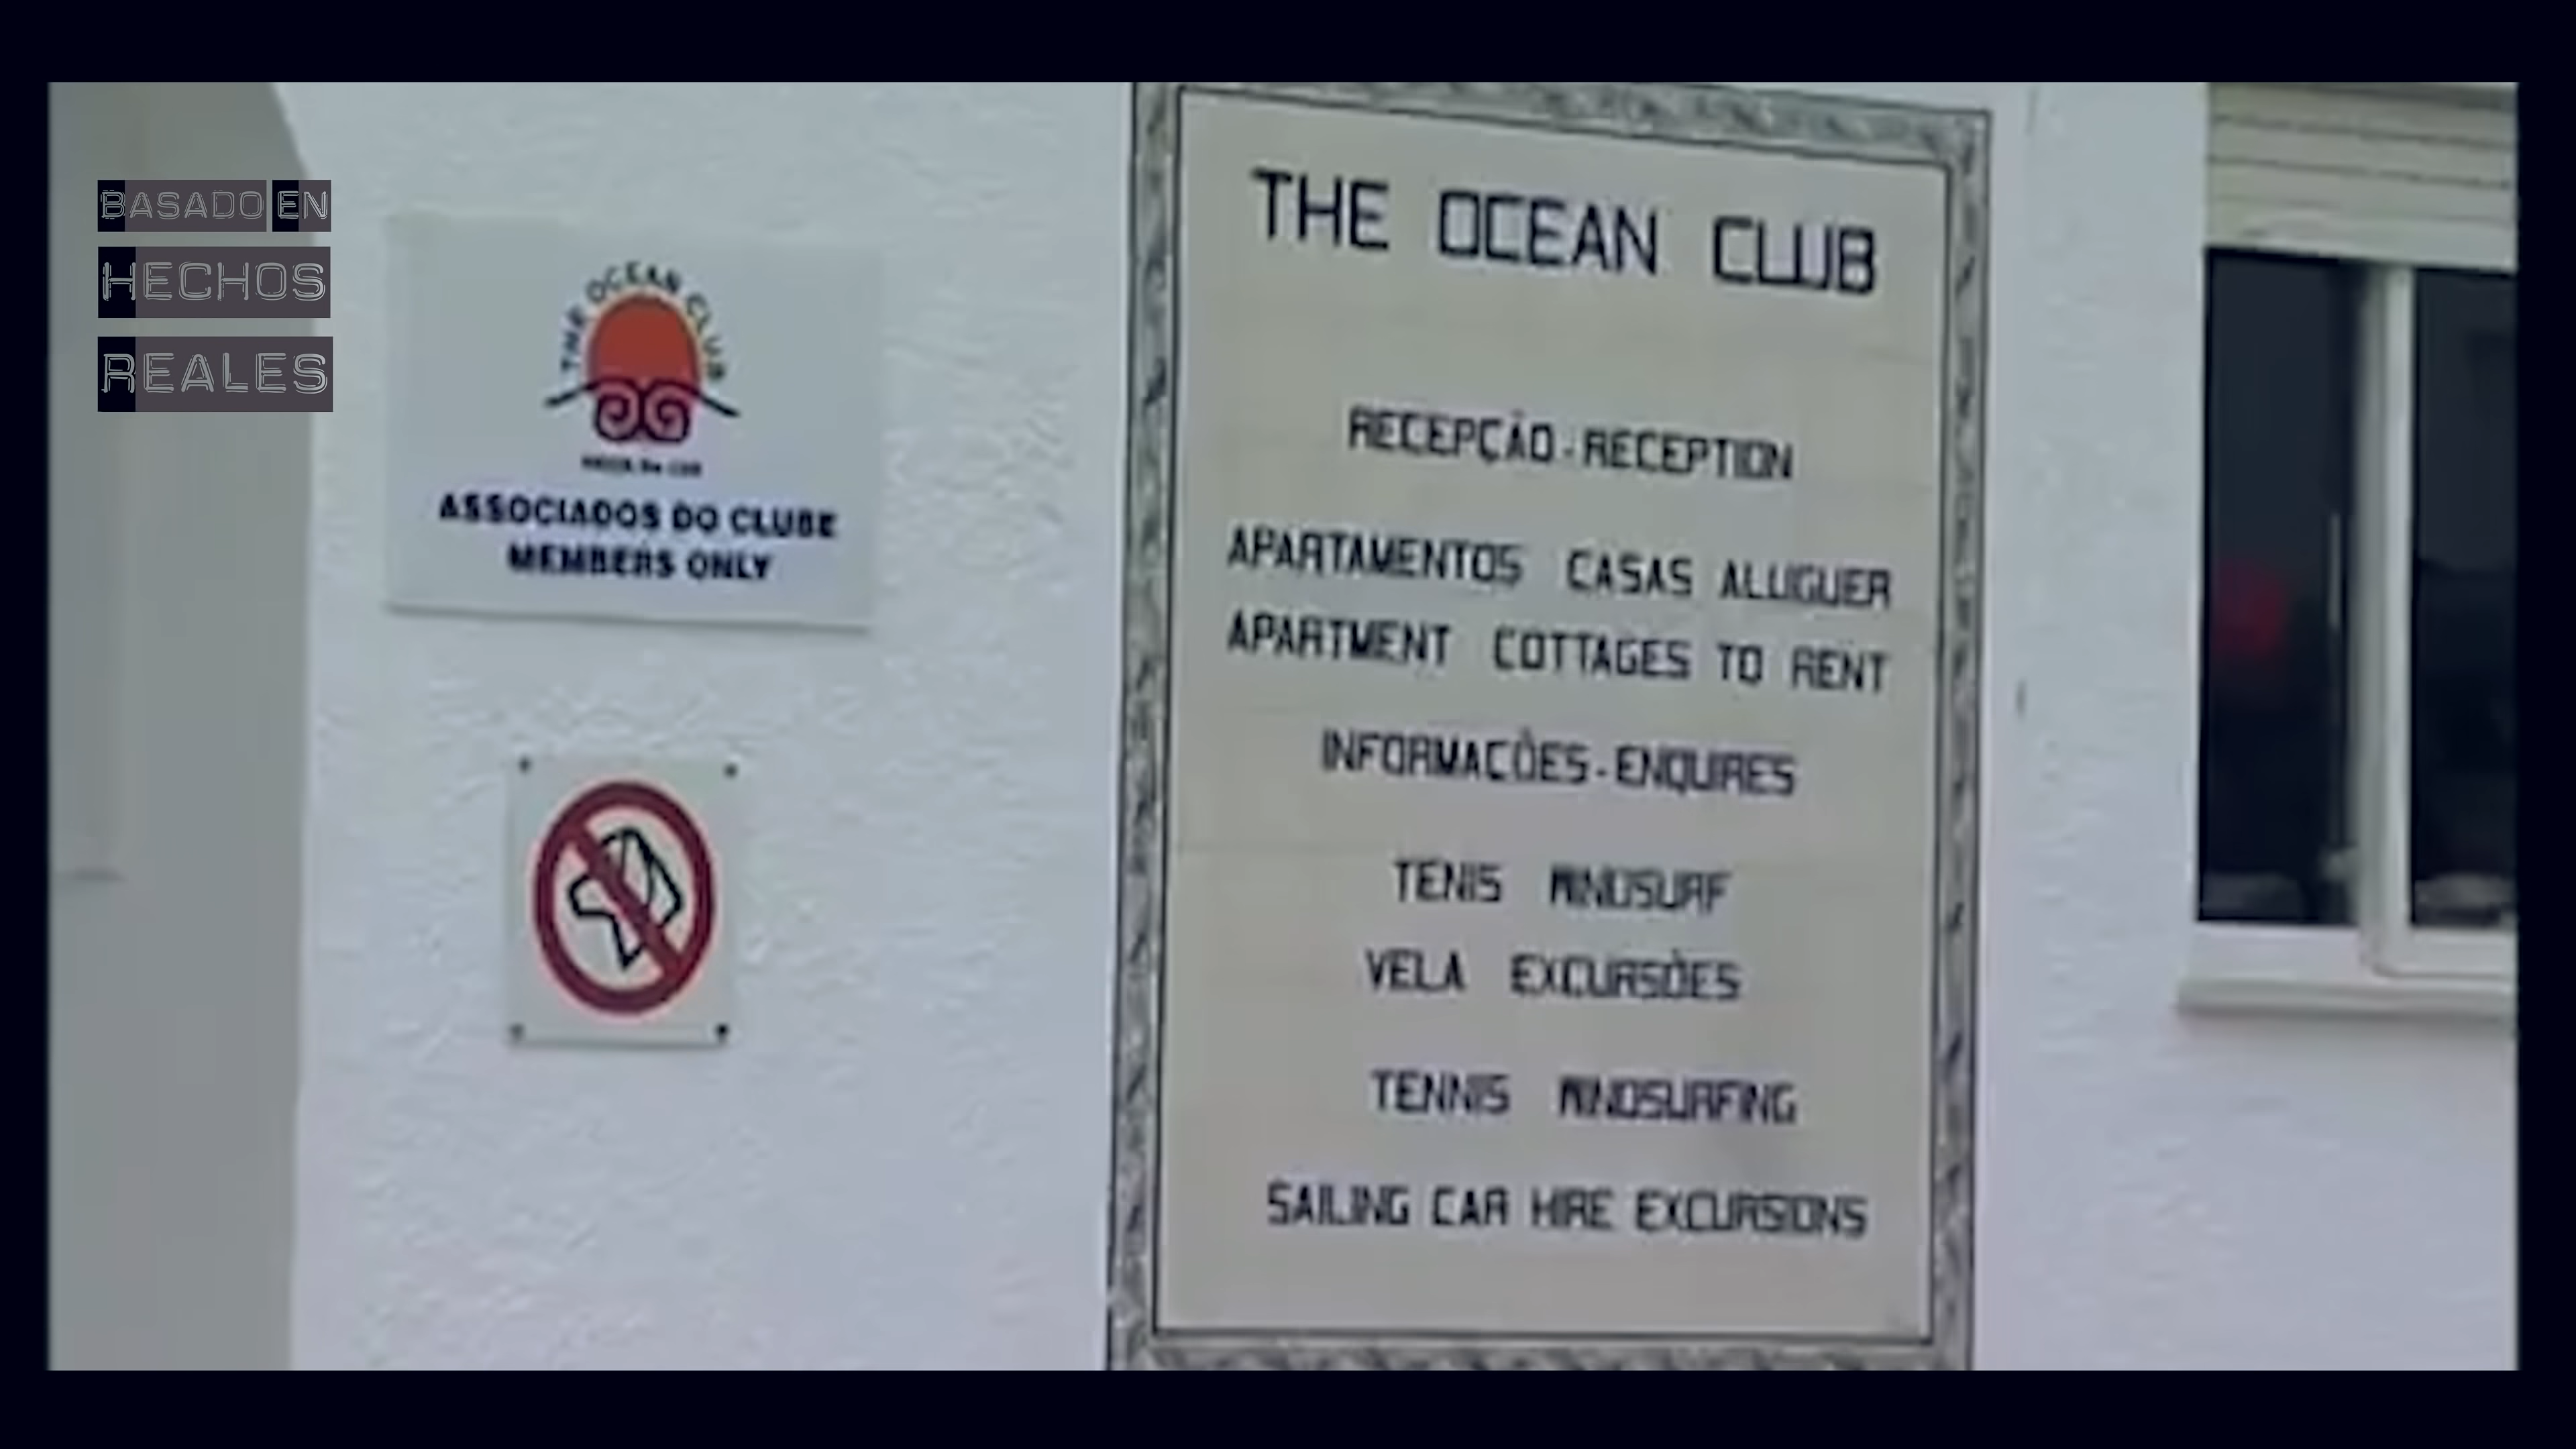 BASADO EN
HECHOS
REALES
THE OCEAN CLUB
ASSOCIADOS DO CLUBE
MEMBERS ONLY
THE OCEAN CLUB
RECEPÇÃO - RECEPTION
APARTAMENTOS CASAS ALUGUER
APARTMENT COTTAGES TO RENT
INFORMAÇÕES - ENQUIRES
TENIS WINDSURF
VELA EXCURSÕES
TENNIS WINDSURFING
SAILING CAR HIRE EXCURSIONS